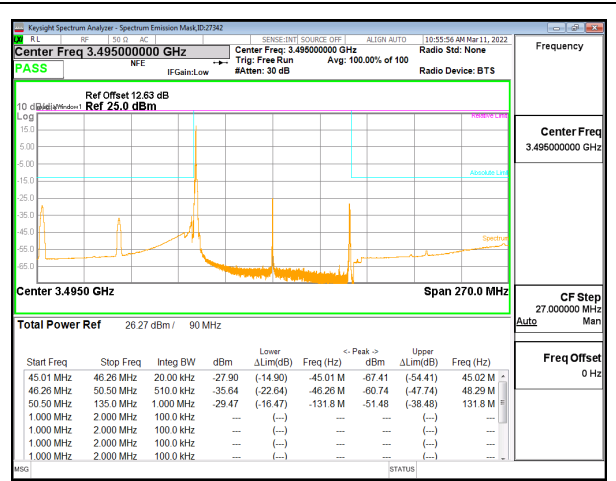 Keysight Spectrum Analyzer - Spectrum Emission Mask,ID:27342
RL RF 50 Ω AC SENSE:INT SOURCE OFF ALIGN AUTO 10:55:56 AM Mar 11, 2022
Center Freq 3.495000000 GHz Center Freq: 3.495000000 GHz Radio Std: None
NFE Trig: Free Run Avg: 100.00% of 100
PASS IFGain:Low #Atten: 30 dB Radio Device: BTS
Frequency
Ref Offset 12.63 dB
10 dB/div Ref 25.0 dBm
Log
Relative Limit
15.0
5.00
-5.00
Absolute Limit
-15.0
-25.0
-35.0
-45.0
Spectrum
-55.0
-65.0
Center 3.4950 GHz Span 270.0 MHz
Center Freq
3.495000000 GHz
CF Step
27.000000 MHz
Auto Man
Freq Offset
0 Hz
Total Power Ref 26.27 dBm / 90 MHz
Lower <- Peak -> Upper
Start Freq Stop Freq Integ BW dBm ΔLim(dB) Freq (Hz) dBm ΔLim(dB) Freq (Hz)
45.01 MHz 46.26 MHz 20.00 kHz -27.90 (-14.90) -45.01 M -67.41 (-54.41) 45.02 M
46.26 MHz 50.50 MHz 510.0 kHz -35.64 (-22.64) -46.26 M -60.74 (-47.74) 48.29 M
50.50 MHz 135.0 MHz 1.000 MHz -29.47 (-16.47) -131.8 M -51.48 (-38.48) 131.8 M
1.000 MHz 2.000 MHz 100.0 kHz --- (---) --- --- (---) ---
1.000 MHz 2.000 MHz 100.0 kHz --- (---) --- --- (---) ---
1.000 MHz 2.000 MHz 100.0 kHz --- (---) --- --- (---) ---
1.000 MHz 2.000 MHz 100.0 kHz --- (---) --- --- (---) ---
MSG STATUS